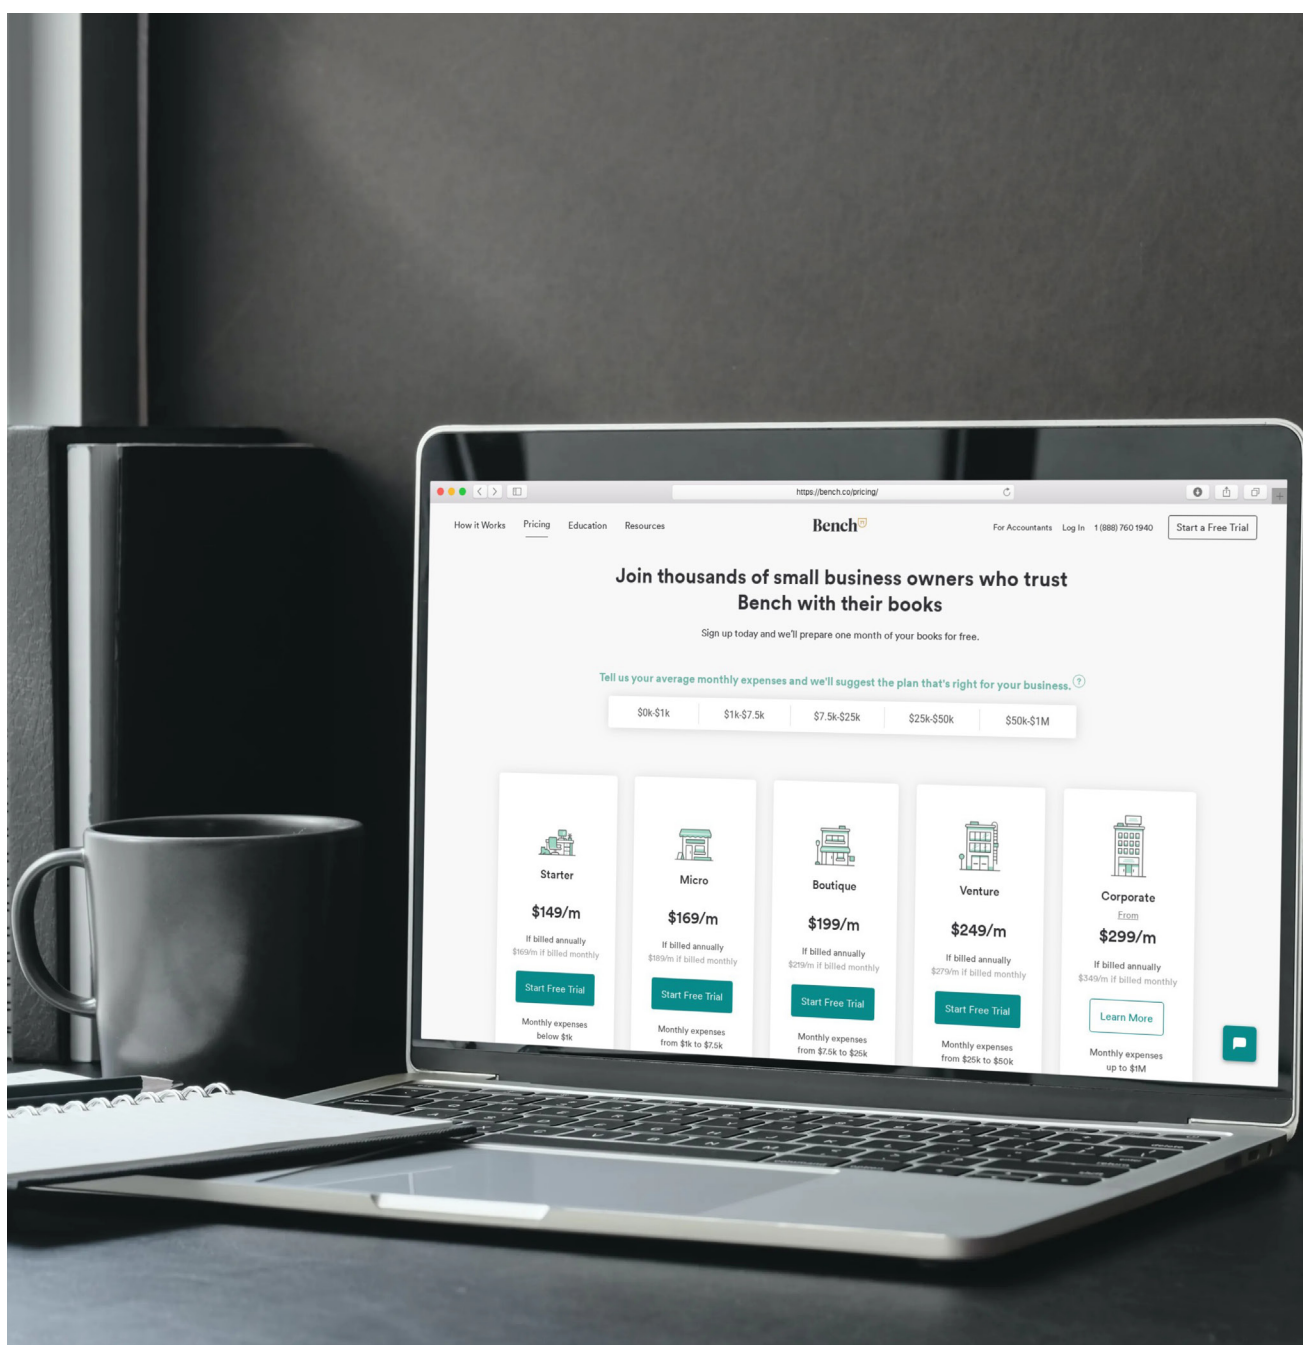 https://bench.co/pricing/
How it Works Pricing Education Resources
Bench
For Accountants Log In 1 (888) 760 1940 Start a Free Trial
Join thousands of small business owners who trust
Bench with their books
Sign up today and we'll prepare one month of your books for free.
Tell us your average monthly expenses and we'll suggest the plan that's right for your business. ?
$0k-$1k $1k-$7.5k $7.5k-$25k $25k-$50k $50k-$1M
Starter
$149/m
If billed annually
$169/m if billed monthly
Start Free Trial
Monthly expenses
below $1k
Micro
$169/m
If billed annually
$189/m if billed monthly
Start Free Trial
Monthly expenses
from $1k to $7.5k
Boutique
$199/m
If billed annually
$219/m if billed monthly
Start Free Trial
Monthly expenses
from $7.5k to $25k
Venture
$249/m
If billed annually
$279/m if billed monthly
Start Free Trial
Monthly expenses
from $25k to $50k
Corporate
From
$299/m
If billed annually
$349/m if billed monthly
Learn More
Monthly expenses
up to $1M